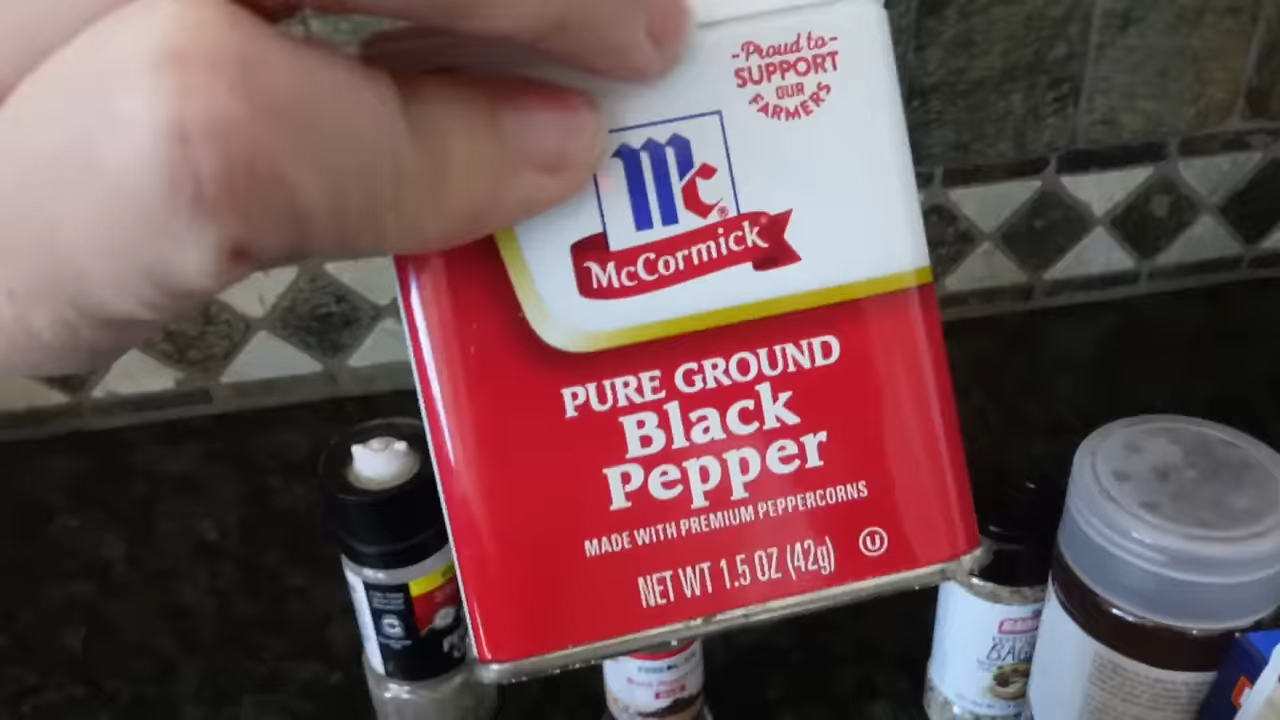 -Proud to-
SUPPORT
OUR
FARMERS
Mc®
McCormick®
PURE GROUND
Black
Pepper
MADE WITH PREMIUM PEPPERCORNS
NET WT 1.5 OZ (42g)
U